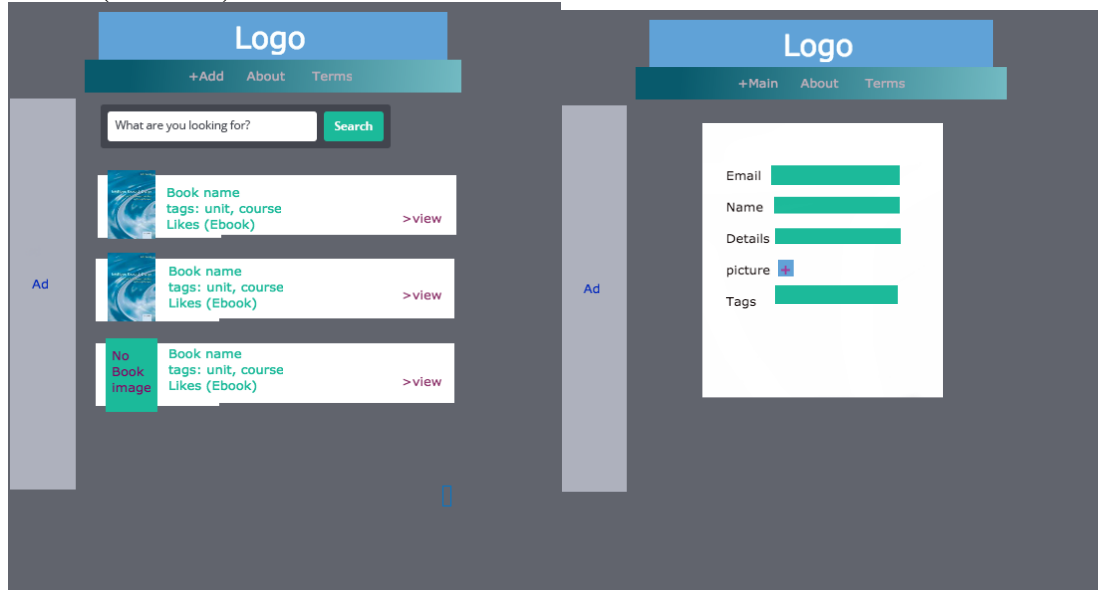 Logo
+Add About Terms
What are you looking for? Search
Book name
tags: unit, course
Likes (Ebook)
>view
Book name
tags: unit, course
Likes (Ebook)
>view
No
Book
image
Book name
tags: unit, course
Likes (Ebook)
>view
Ad
Logo
+Main About Terms
Email
Name
Details
picture +
Tags
Ad